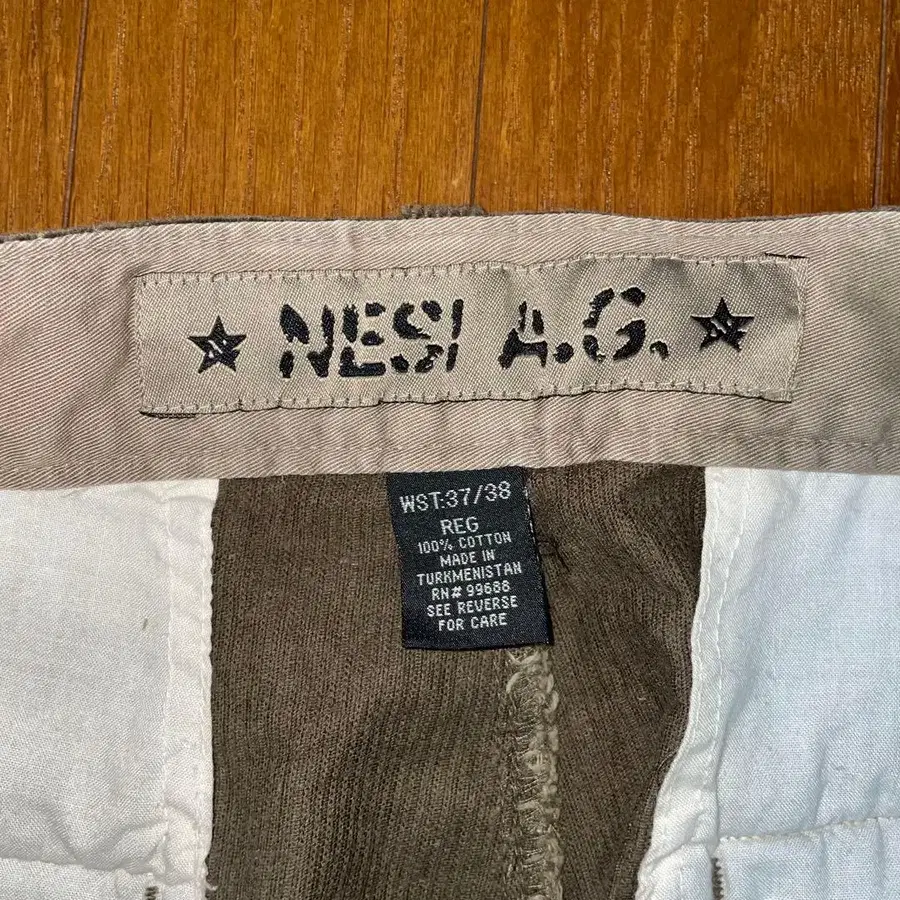 NESI A.G.
WST:37/38
REG
100% COTTON
MADE IN
TURKMENISTAN
RN# 99688
SEE REVERSE
FOR CARE